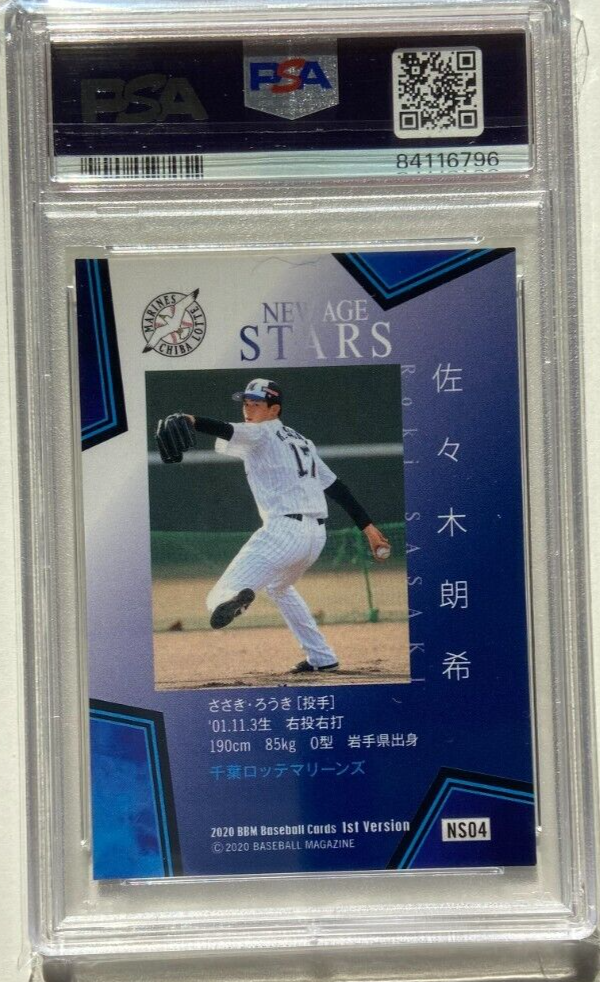 PSA
PSA
84116796
MARINES
CHIBA LOTTE
NEW AGE
STARS
佐々木朗希
Roki SASAKI
17
ささき・ろうき [投手]
'01.11.3生 右投右打
190cm 85kg O型 岩手県出身
千葉ロッテマリーンズ
2020 BBM Baseball Cards 1st Version
NS04
Ⓒ 2020 BASEBALL MAGAZINE